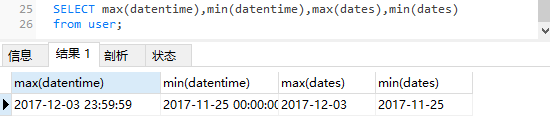 25 SELECT max(datentime),min(datentime),max(dates),min(dates)
26 from user;
信息 结果 1 剖析 状态
max(datentime) min(datentime) max(dates) min(dates)
2017-12-03 23:59:59 2017-11-25 00:00:00 2017-12-03 2017-11-25